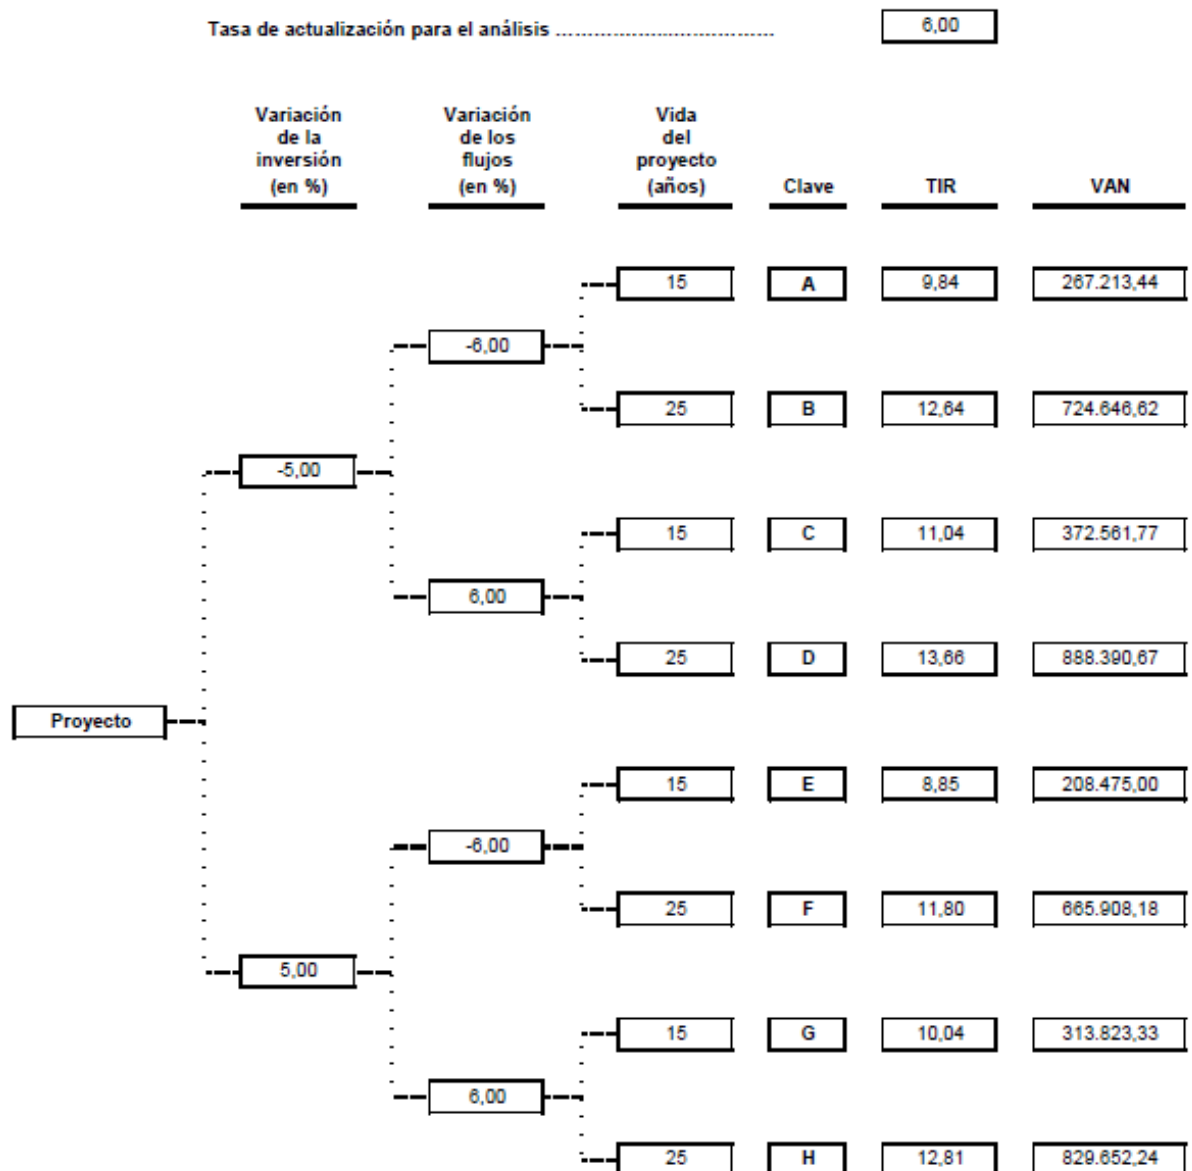 Tasa de actualización para el análisis ........................................... 6,00
Variación de la inversión (en %)
Variación de los flujos (en %)
Vida del proyecto (años)
Clave
TIR
VAN
15 A 9,84 267.213,44
-6,00
25 B 12,64 724.646,62
-5,00
15 C 11,04 372.561,77
6,00
25 D 13,66 888.390,67
Proyecto
15 E 8,85 208.475,00
-6,00
25 F 11,80 665.908,18
5,00
15 G 10,04 313.823,33
6,00
25 H 12,81 829.652,24